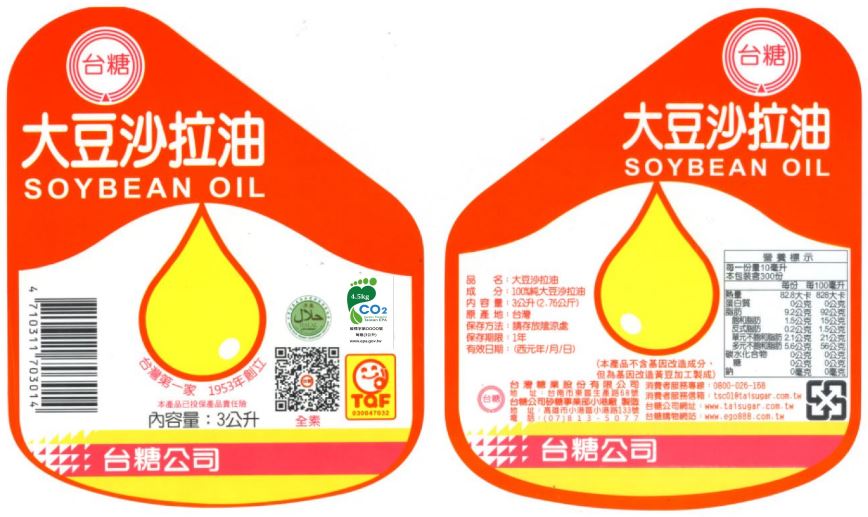 台糖
大豆沙拉油
SOYBEAN OIL
4 710311 703014
حلال
4.5kg
CO2
Taiwan EPA
每瓶(3公升)
www.epa.gov.tw
台灣第一家 1953年創立
本產品已投保產品責任險
內容量：3公升
全素
TQF
030047032
台糖公司
台糖
大豆沙拉油
SOYBEAN OIL
品 名：大豆沙拉油
成 分：100%純大豆沙拉油
內 容 量：3公升(2.76公斤)
原 產 地：台灣
保存方法：請存放陰涼處
保存期限：1年
有效日期：(西元年/月/日)
營養標示
每一份量10毫升
本包裝含300份
每份 每100毫升
熱量 82.8大卡 828大卡
蛋白質 0公克 0公克
脂肪 9.2公克 92公克
飽和脂肪 1.5公克 15公克
反式脂肪 0.2公克 1.5公克
單元不飽和脂肪 2.1公克 21公克
多元不飽和脂肪 5.6公克 56公克
碳水化合物 0公克 0公克
糖 0公克 0公克
鈉 0毫克 0毫克
(本產品不含基因改造成分，
但為基因改造黃豆加工製成)
台糖
台灣糖業股份有限公司
地 址：台南市東區生產路68號
台糖公司砂糖事業部小港廠 製造
地 址：高雄市小港區小港路133號
電 話：(07)813-5077
消費者服務專線：0800-026-168
消費者服務信箱：tsc01@taisugar.com.tw
台糖公司網址：www.taisugar.com.tw
台糖購物網站：www.ego888.com.tw
台糖公司